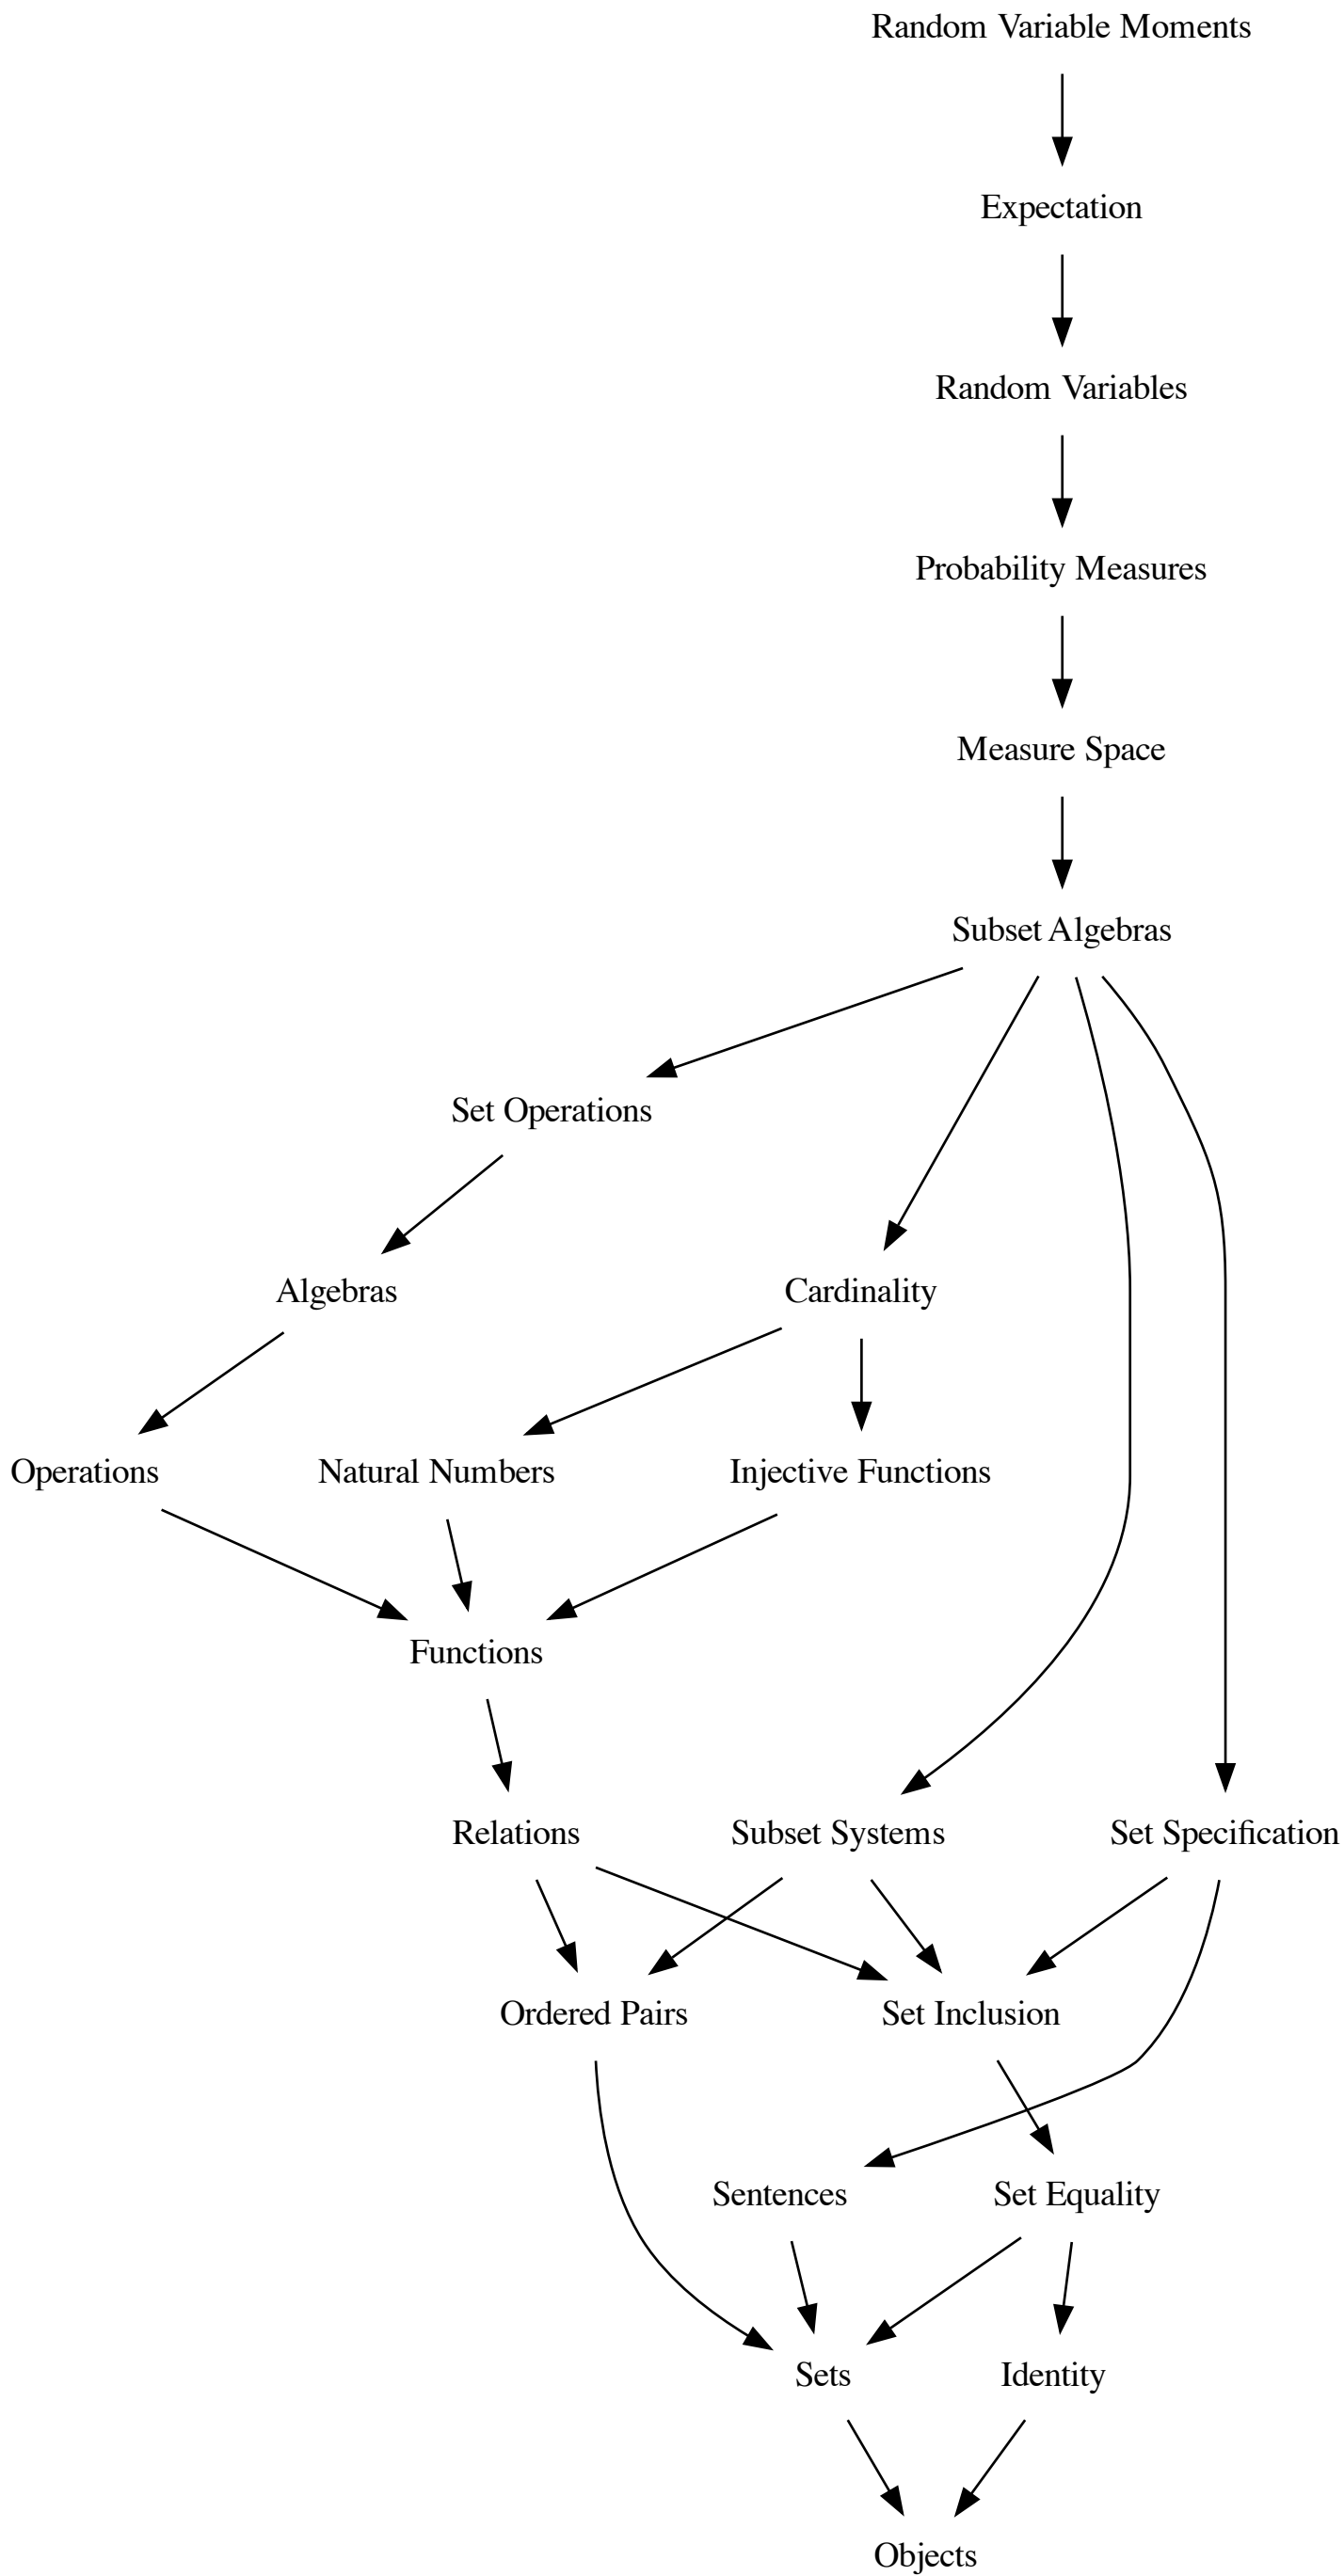 Random Variable Moments
Expectation
Random Variables
Probability Measures
Measure Space
Subset Algebras
Set Operations
Algebras
Cardinality
Operations
Natural Numbers
Injective Functions
Functions
Relations
Subset Systems
Set Specification
Ordered Pairs
Set Inclusion
Sentences
Set Equality
Sets
Identity
Objects